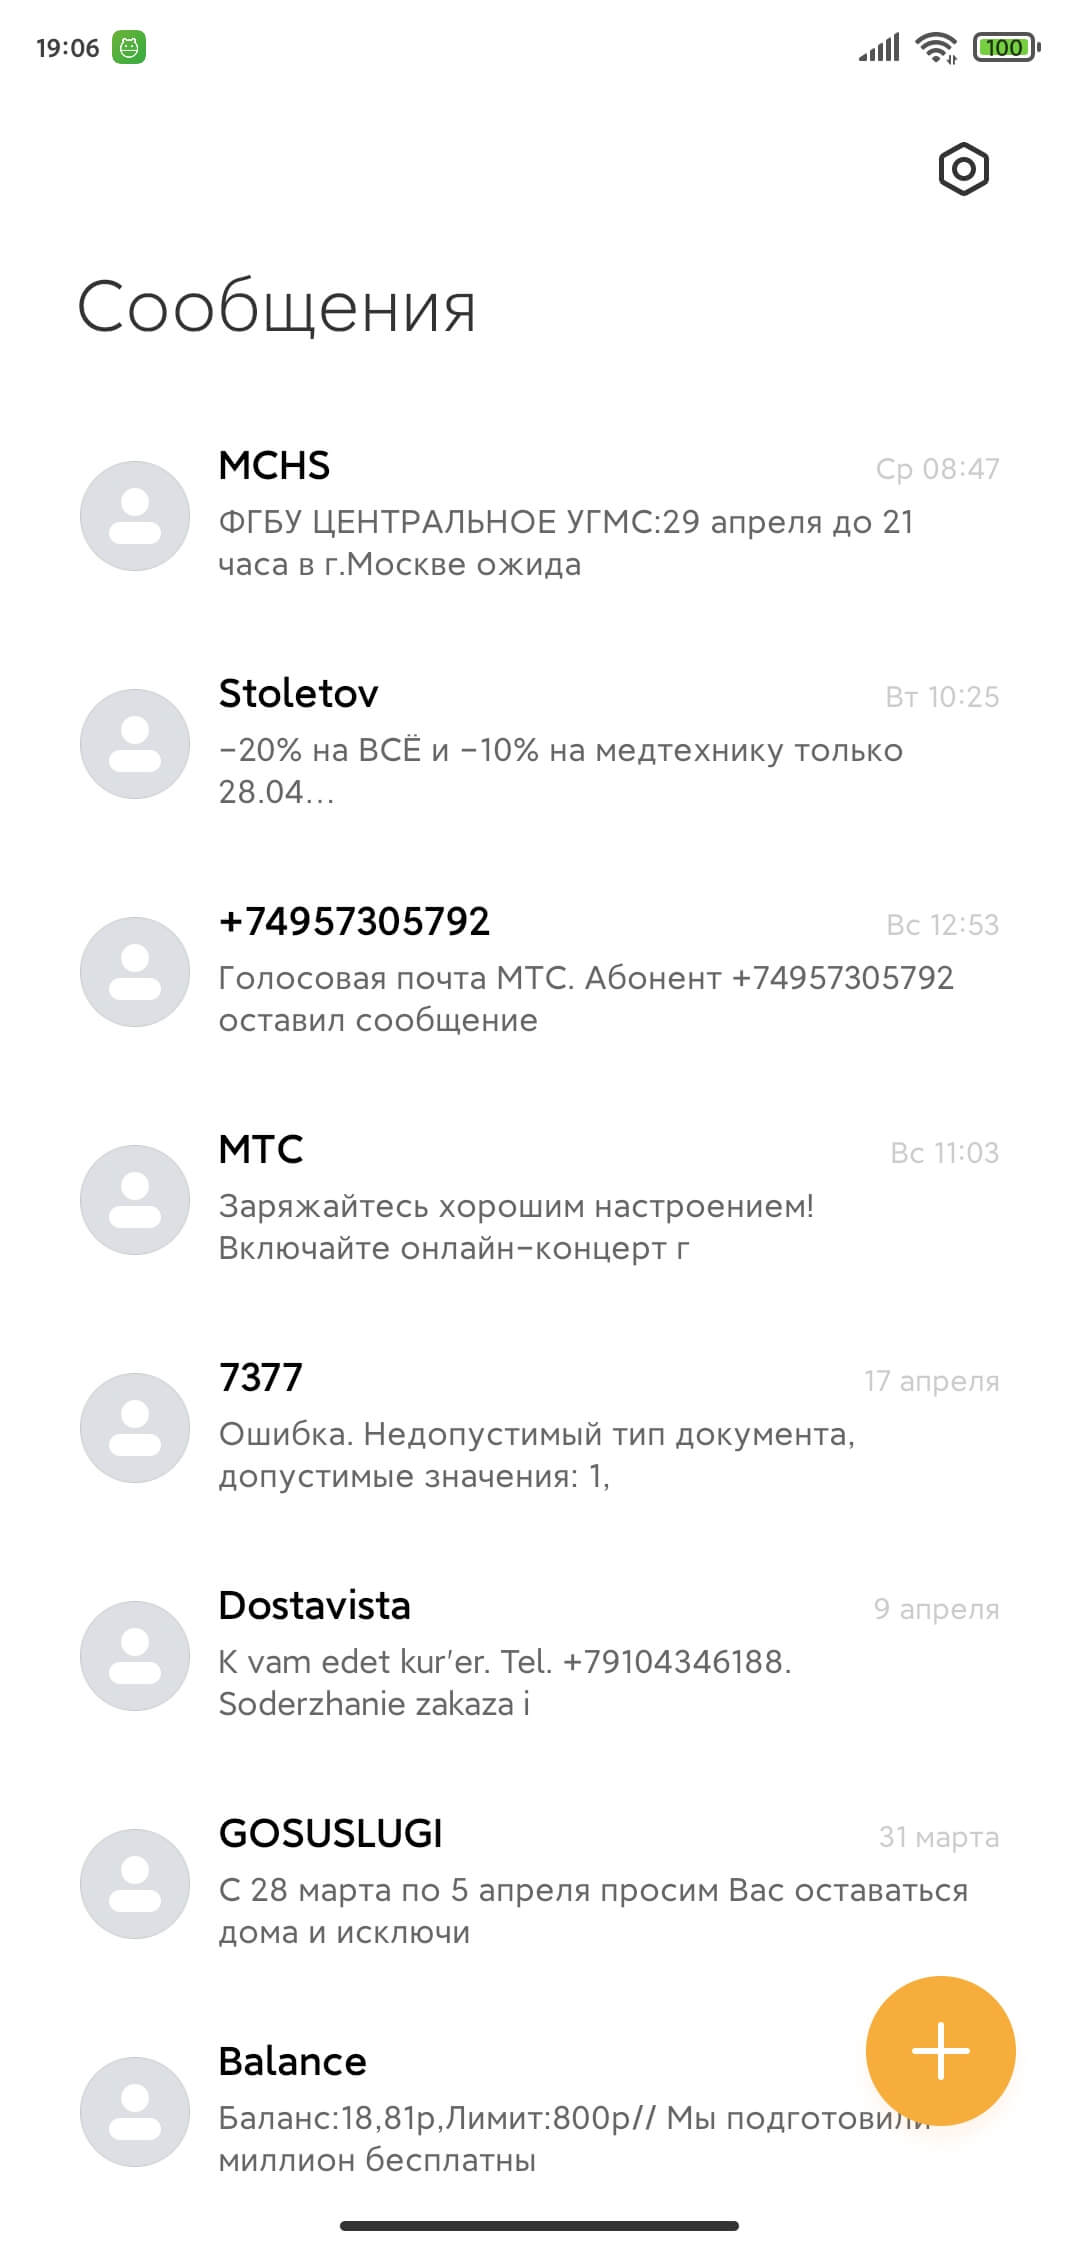 19:06
100
Сообщения
MCHS
Ср 08:47
ФГБУ ЦЕНТРАЛЬНОЕ УГМС:29 апреля до 21
часа в г.Москве ожида
Stoletov
Вт 10:25
-20% на ВСЁ и -10% на медтехнику только
28.04...
+74957305792
Вс 12:53
Голосовая почта МТС. Абонент +74957305792
оставил сообщение
МТС
Вс 11:03
Заряжайтесь хорошим настроением!
Включайте онлайн-концерт г
7377
17 апреля
Ошибка. Недопустимый тип документа,
допустимые значения: 1,
Dostavista
9 апреля
K vam edet kur'er. Tel. +79104346188.
Soderzhanie zakaza i
GOSUSLUGI
31 марта
С 28 марта по 5 апреля просим Вас оставаться
дома и исключи
Balance
Баланс:18,81р,Лимит:800р// Мы подготовили
миллион бесплатны